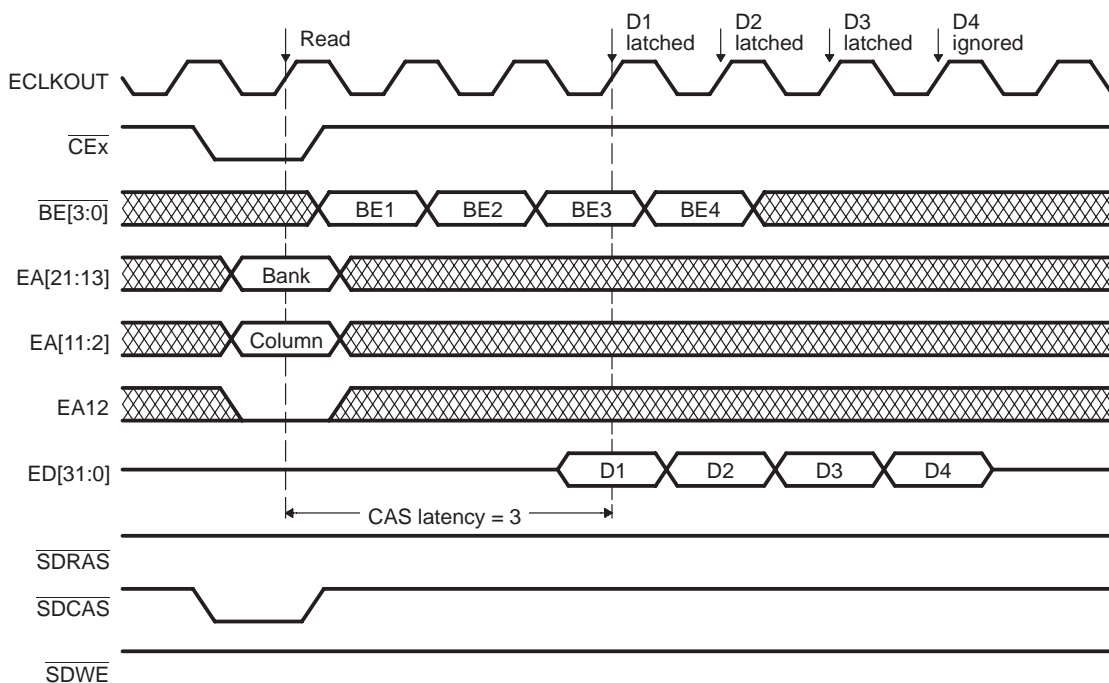 Read
D1
latched
D2
latched
D3
latched
D4
ignored
ECLKOUT
CEx
BE[3:0]
BE1 BE2 BE3 BE4
EA[21:13]
Bank
EA[11:2]
Column
EA12
ED[31:0]
D1 D2 D3 D4
CAS latency = 3
SDRAS
SDCAS
SDWE